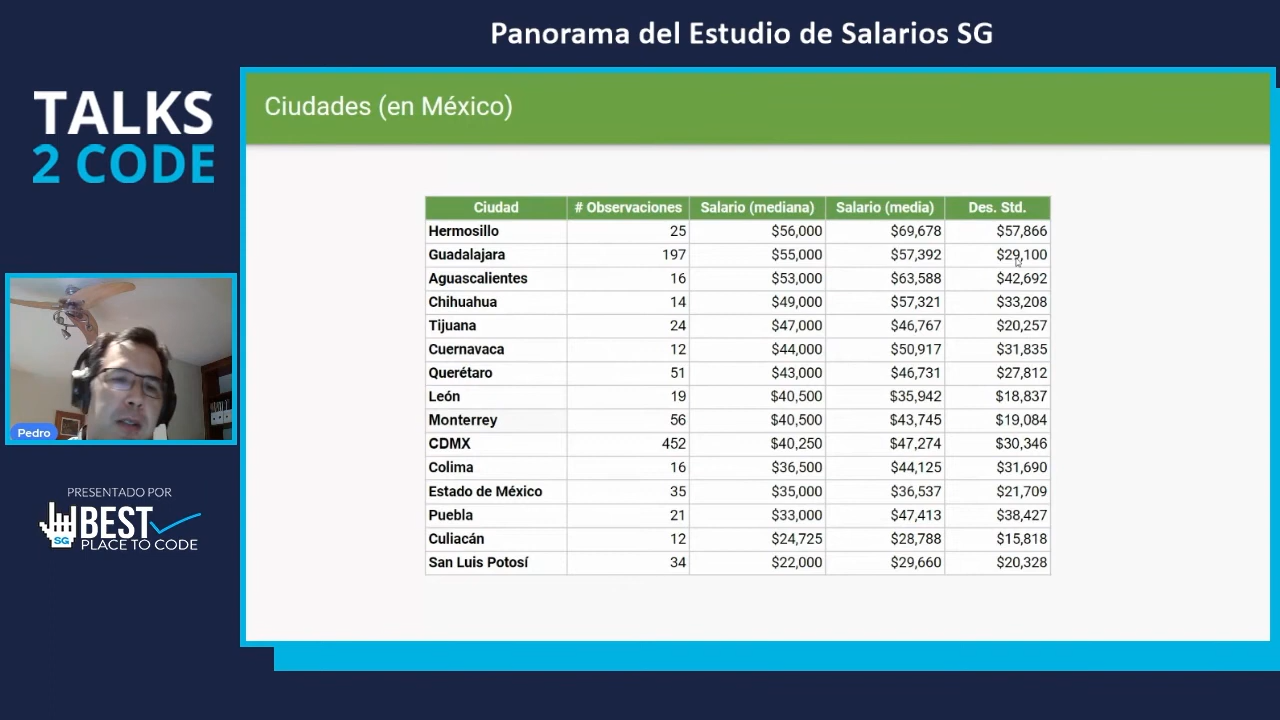 Panorama del Estudio de Salarios SG
TALKS
2 CODE
Ciudades (en México)
Ciudad # Observaciones Salario (mediana) Salario (media) Des. Std.
Hermosillo 25 $56,000 $69,678 $57,866
Guadalajara 197 $55,000 $57,392 $29,100
Aguascalientes 16 $53,000 $63,588 $42,692
Chihuahua 14 $49,000 $57,321 $33,208
Tijuana 24 $47,000 $46,767 $20,257
Cuernavaca 12 $44,000 $50,917 $31,835
Querétaro 51 $43,000 $46,731 $27,812
León 19 $40,500 $35,942 $18,837
Monterrey 56 $40,500 $43,745 $19,084
CDMX 452 $40,250 $47,274 $30,346
Colima 16 $36,500 $44,125 $31,690
Estado de México 35 $35,000 $36,537 $21,709
Puebla 21 $33,000 $47,413 $38,427
Culiacán 12 $24,725 $28,788 $15,818
San Luis Potosí 34 $22,000 $29,660 $20,328
Pedro
PRESENTADO POR
SG BEST
PLACE TO CODE